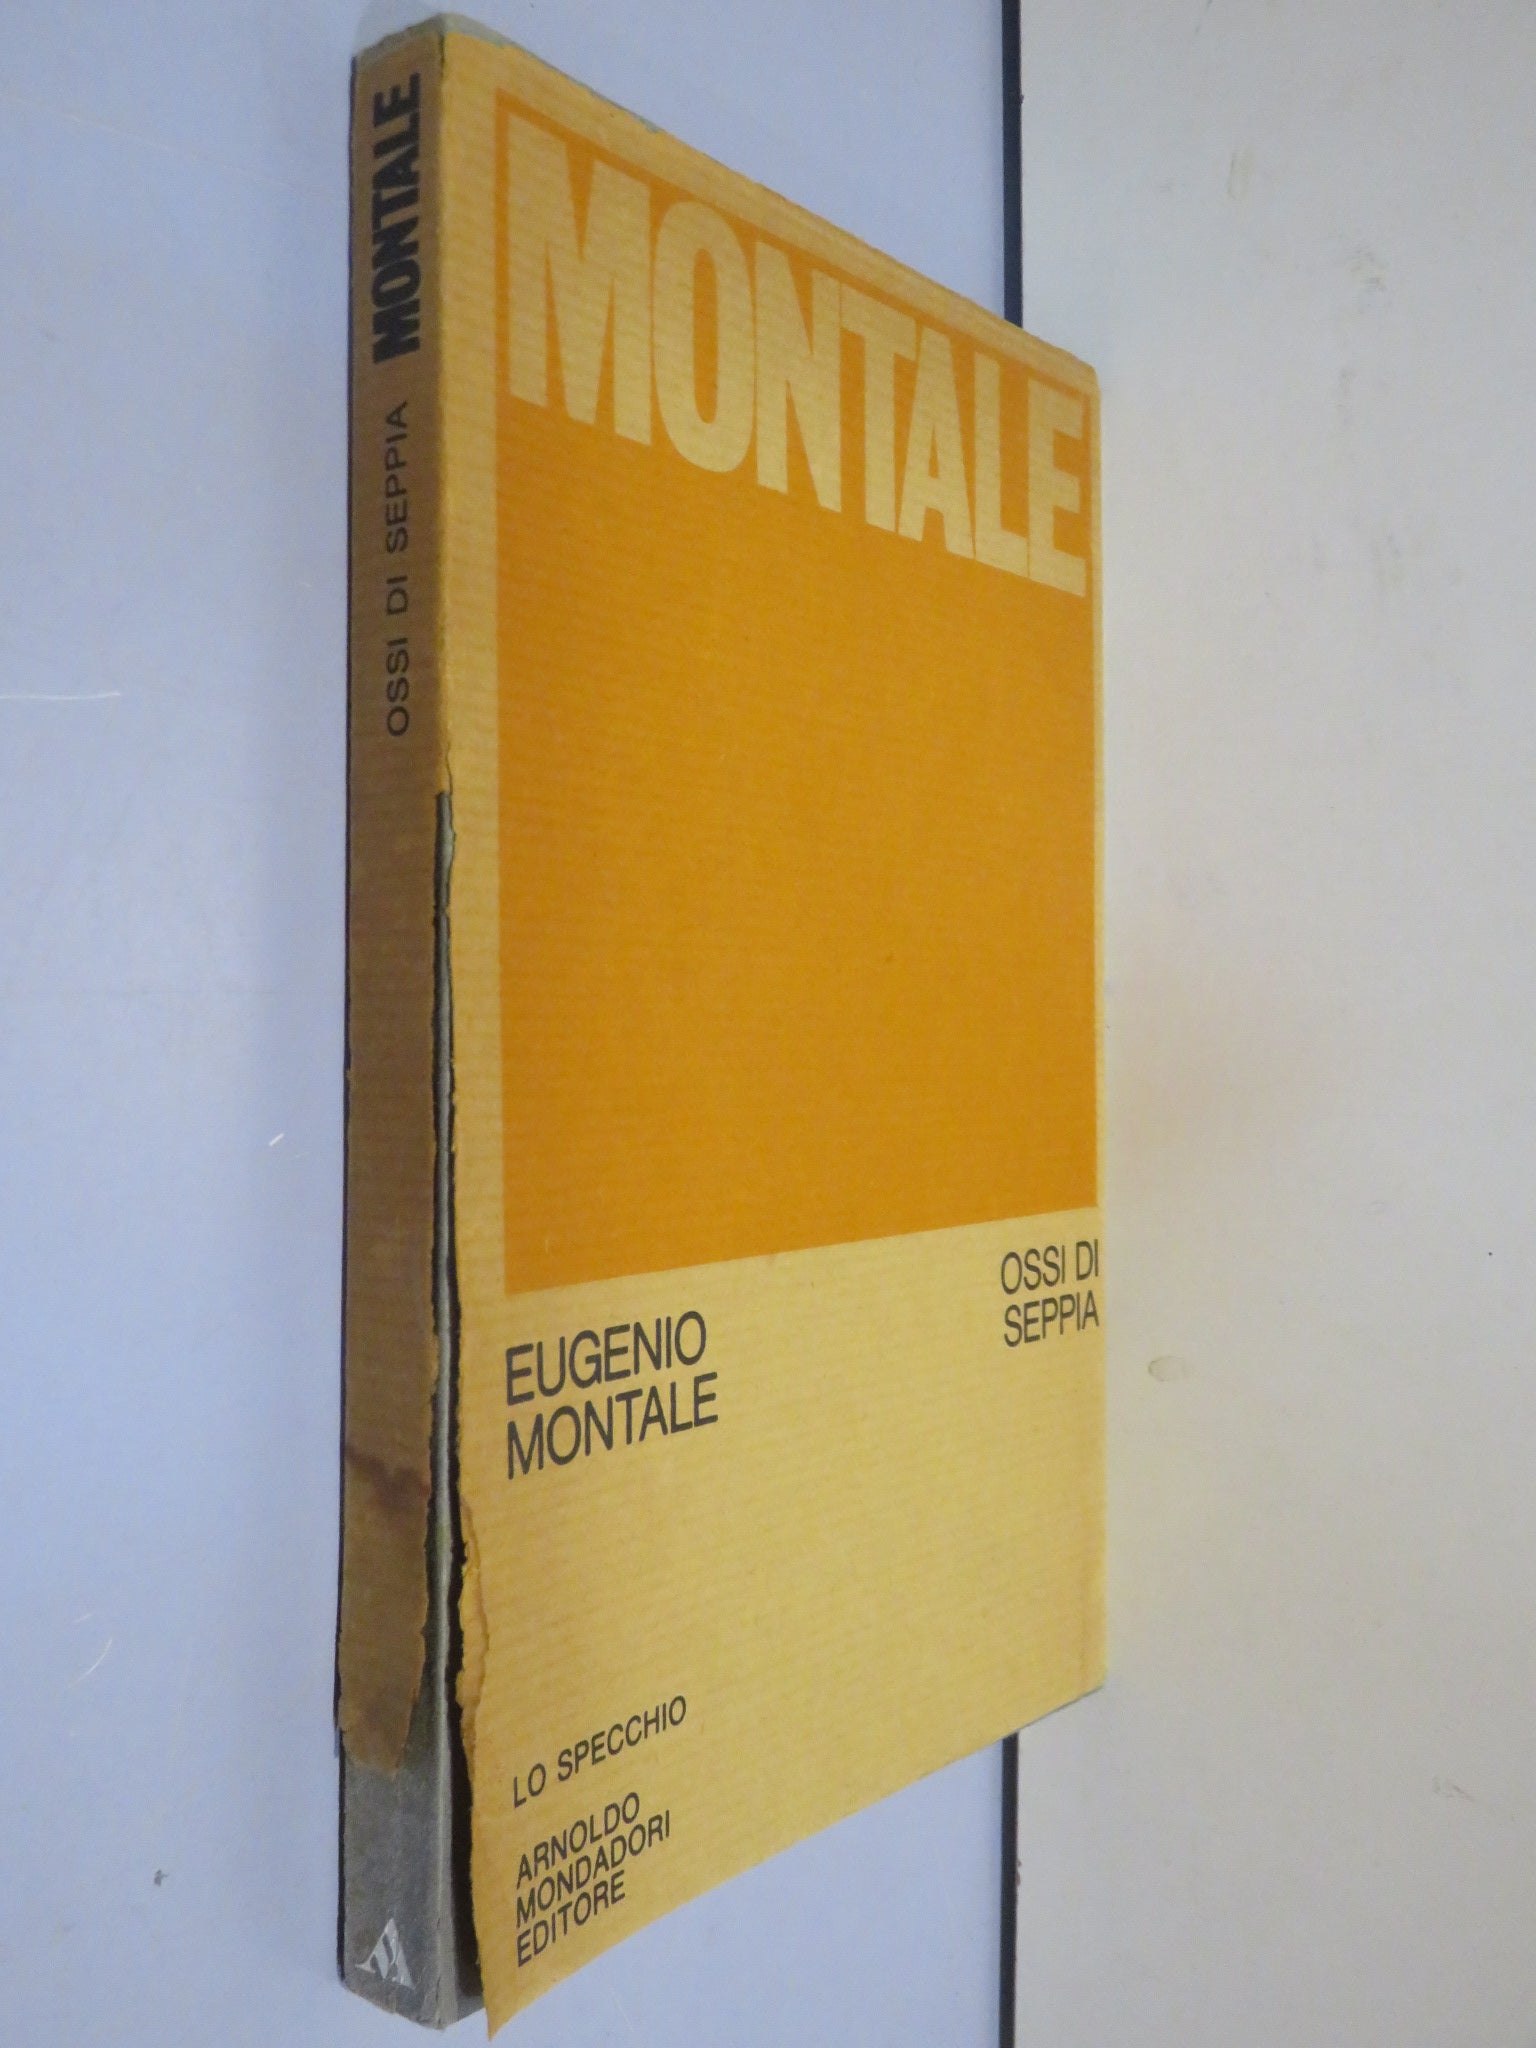 MONTALE
OSSI DI SEPPIA
MONTALE
EUGENIO
MONTALE
OSSI DI
SEPPIA
LO SPECCHIO
ARNOLDO
MONDADORI
EDITORE